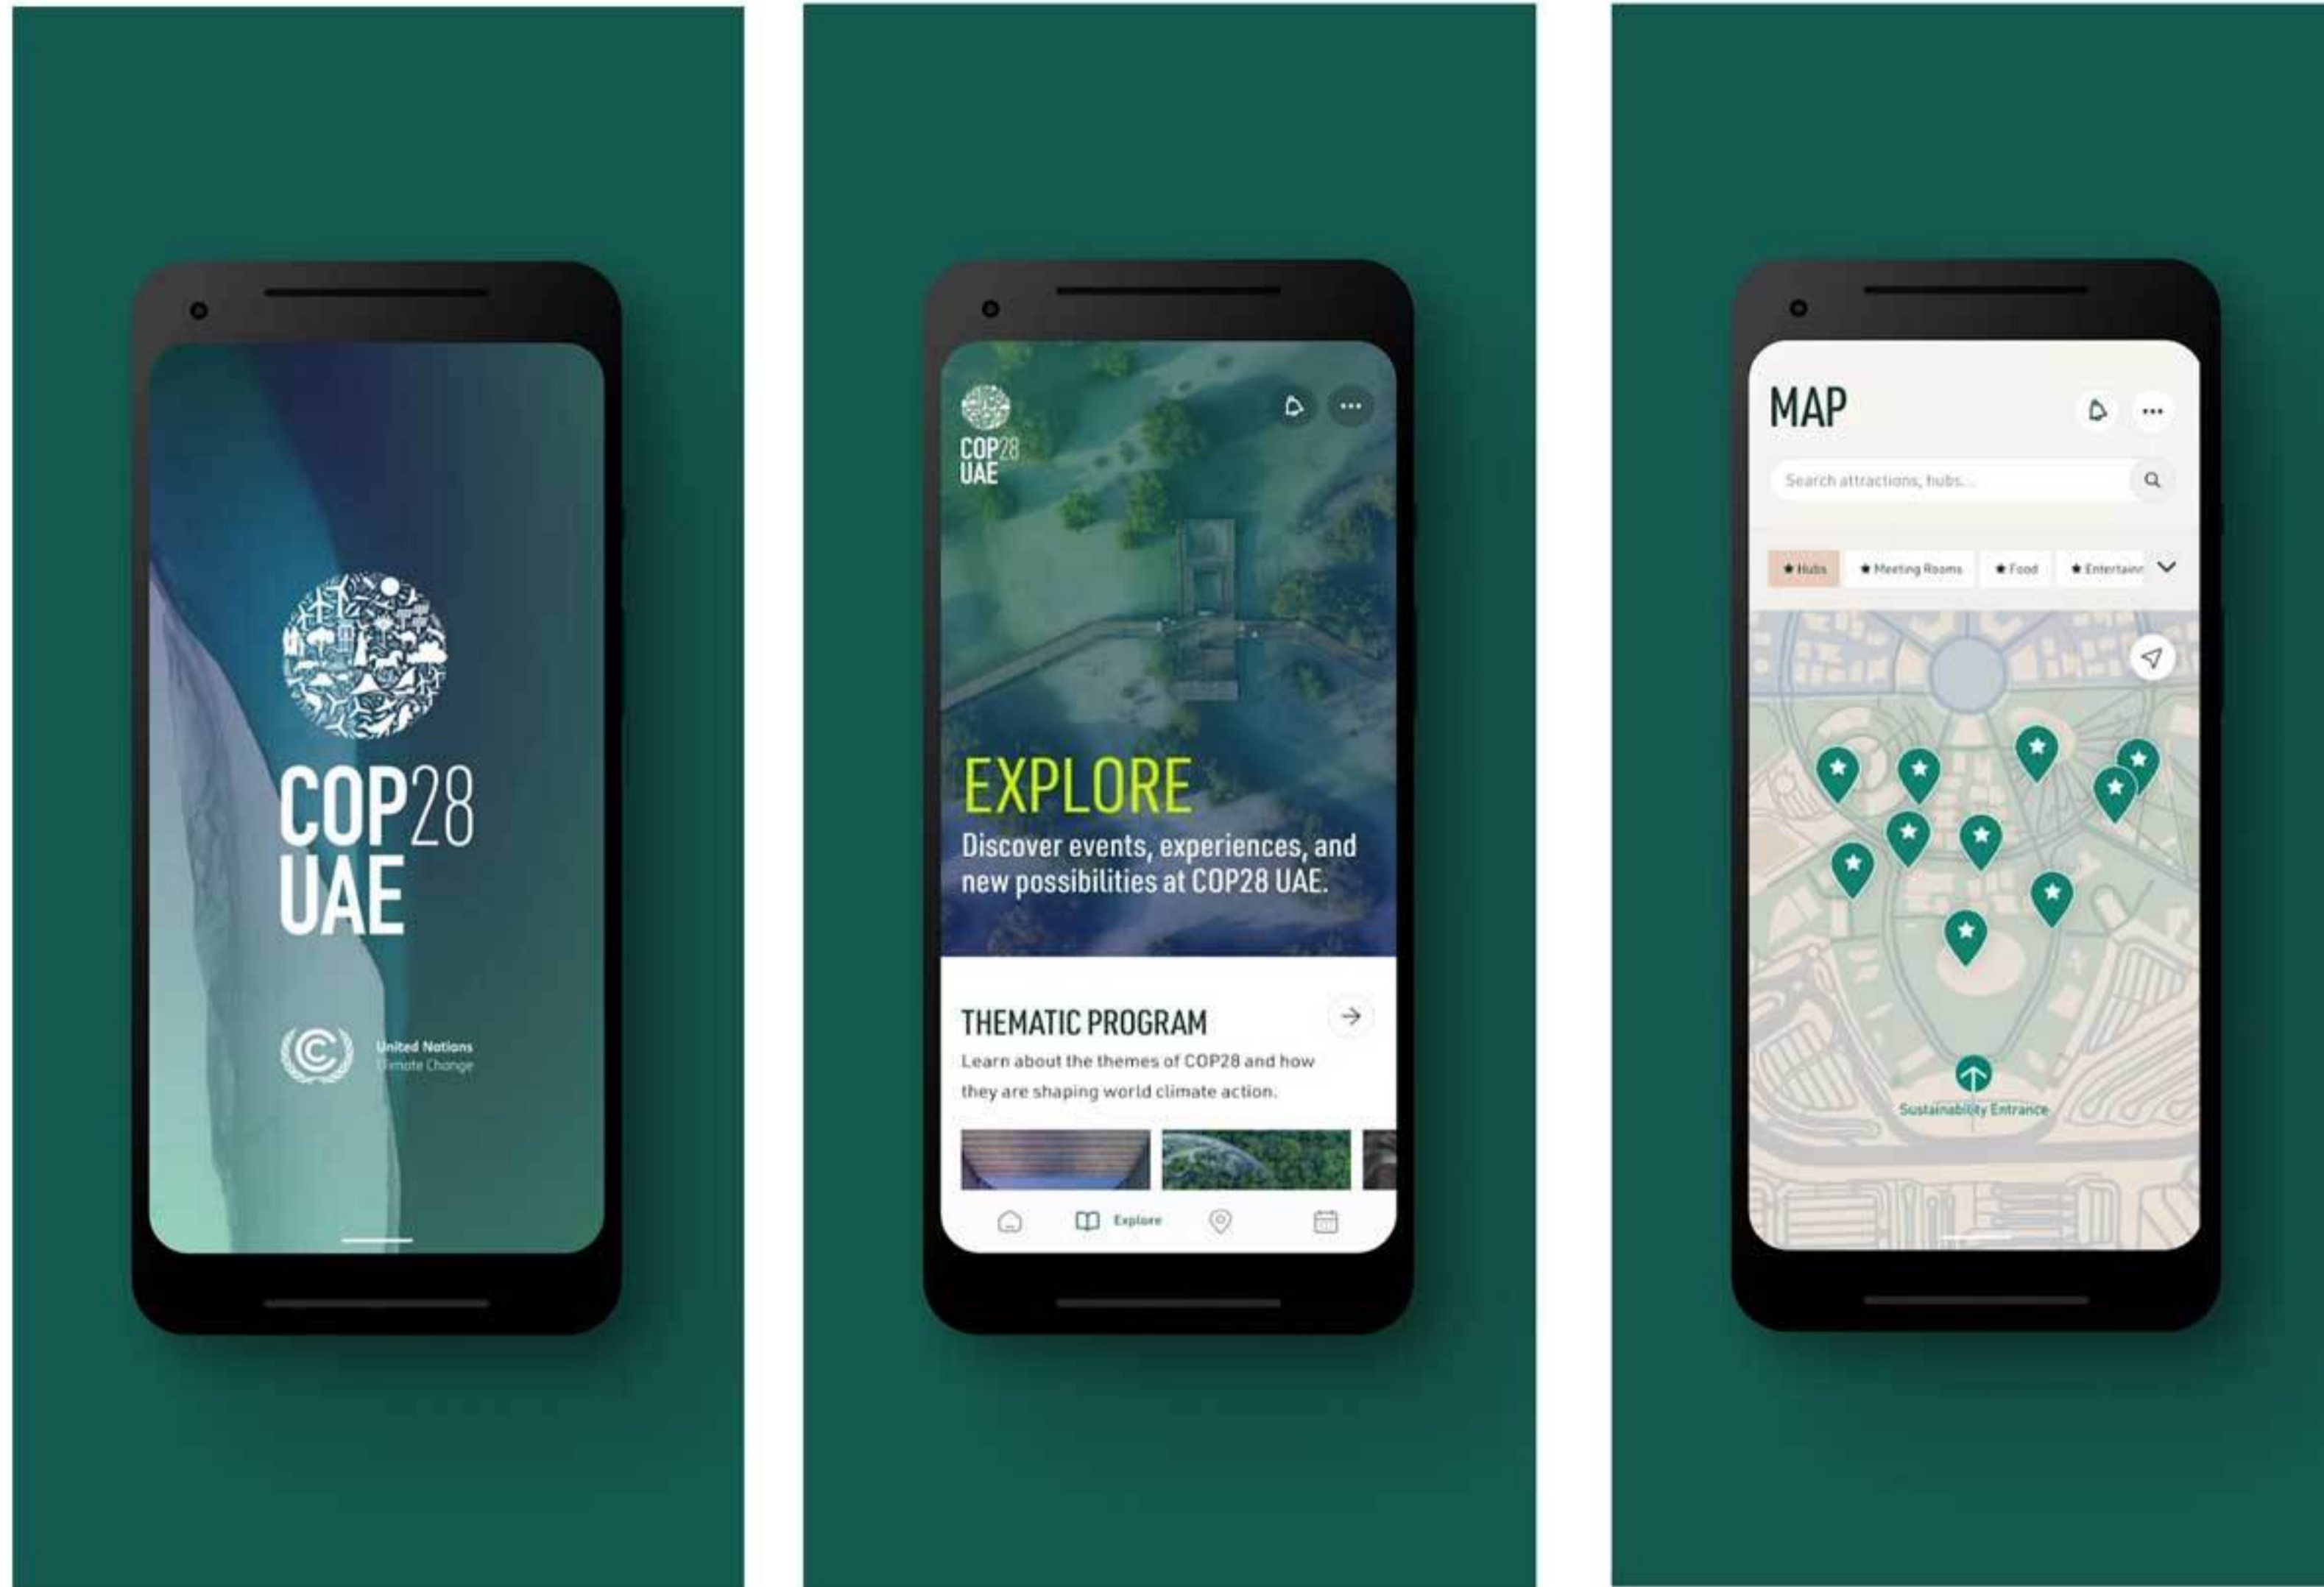 COP28
UAE
United Nations
Climate Change
COP28
UAE
EXPLORE
Discover events, experiences, and
new possibilities at COP28 UAE.
THEMATIC PROGRAM
Learn about the themes of COP28 and how
they are shaping world climate action.
Explore
MAP
Search attractions, hubs...
Hubs
Meeting Rooms
Food
Entertainm
Sustainability Entrance